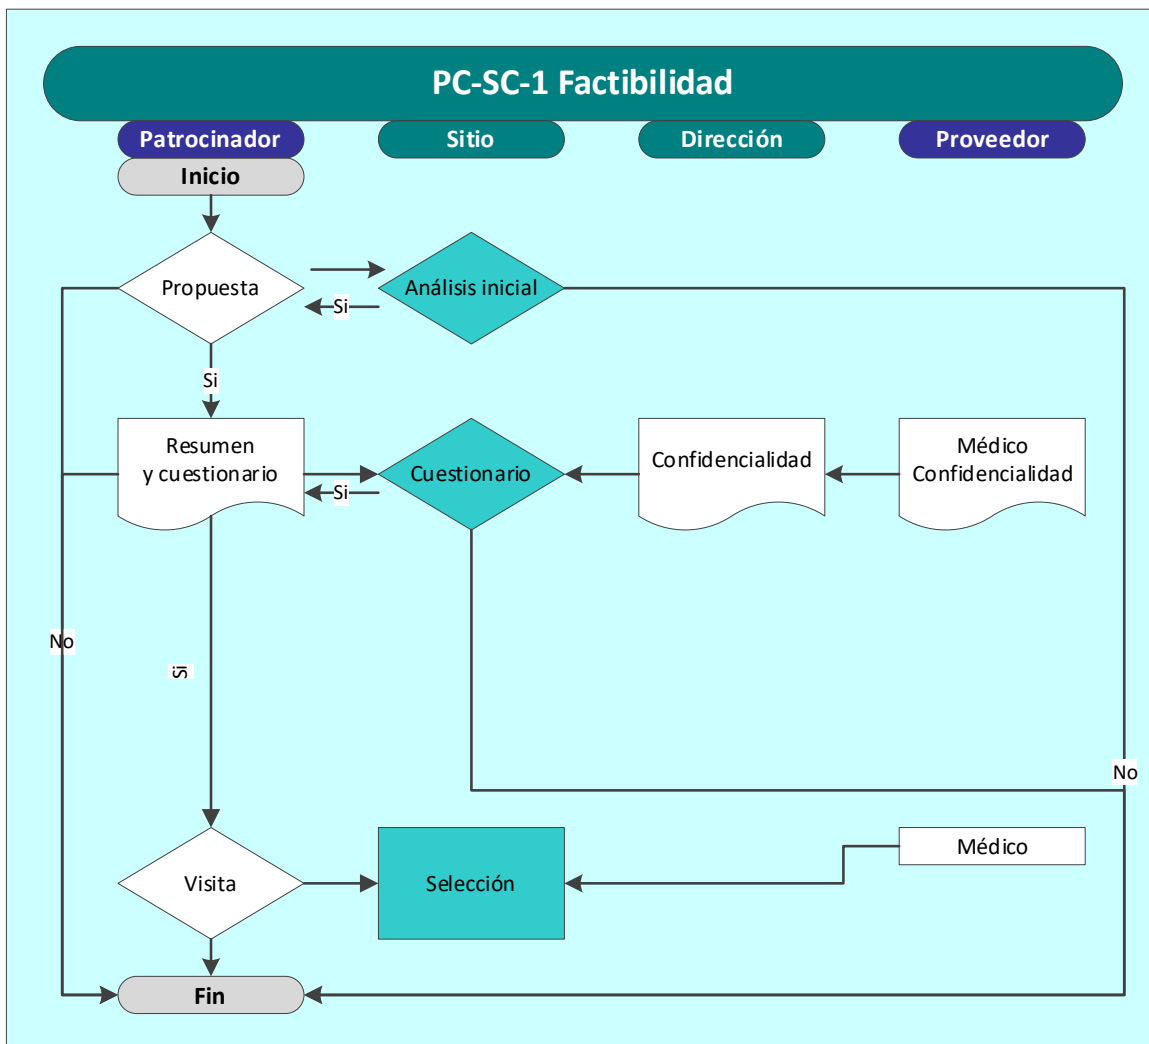 PC-SC-1 Factibilidad
Patrocinador
Sitio
Dirección
Proveedor
Inicio
Propuesta
Análisis inicial
Si
Si
Resumen
y cuestionario
Cuestionario
Confidencialidad
Médico
Confidencialidad
Si
No
Si
No
Visita
Selección
Médico
Fin